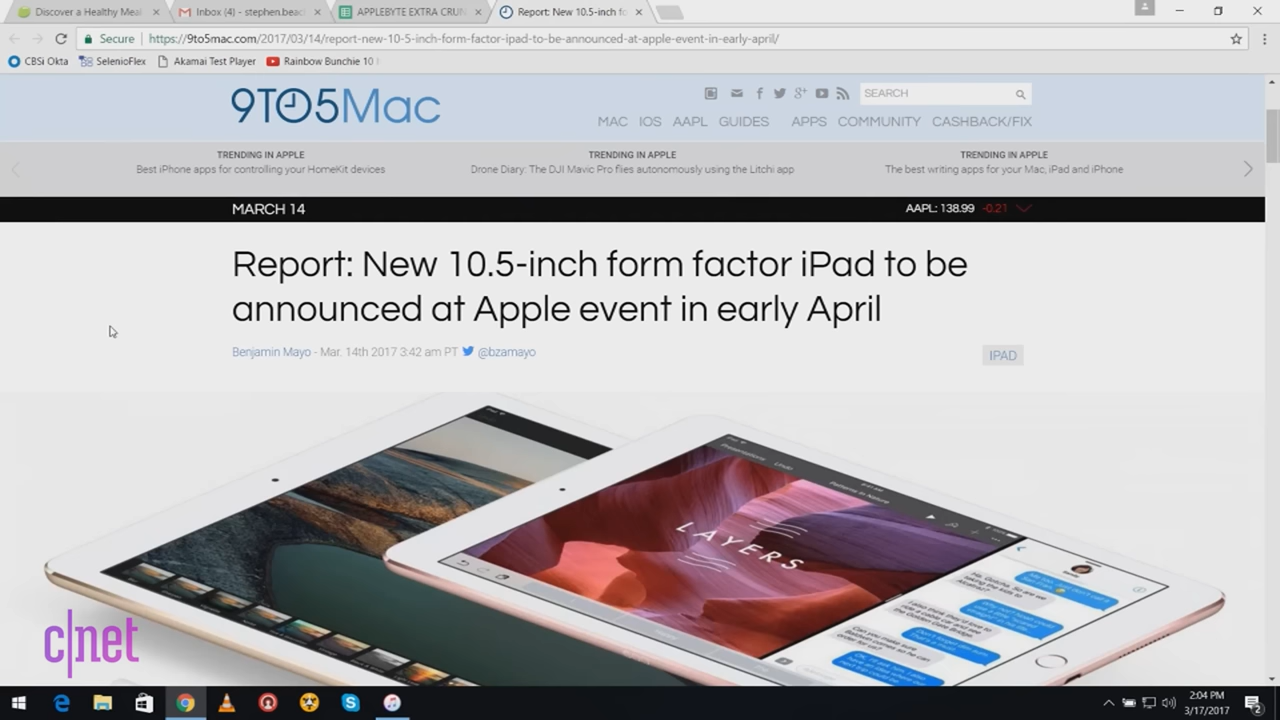 Discover a Healthy Meal
Inbox (4) - stephen.beac
APPLEBYTE EXTRA CRUN
Report: New 10.5-inch fo
Secure
https://9to5mac.com/2017/03/14/report-new-10-5-inch-form-factor-ipad-to-be-announced-at-apple-event-in-early-april/
CBSi Okta
SelenioFlex
Akamai Test Player
Rainbow Bunchie 10
9TO5Mac
SEARCH
MAC IOS AAPL GUIDES APPS COMMUNITY CASHBACK/FIX
TRENDING IN APPLE
Best iPhone apps for controlling your HomeKit devices
TRENDING IN APPLE
Drone Diary: The DJI Mavic Pro flies autonomously using the Litchi app
TRENDING IN APPLE
The best writing apps for your Mac, iPad and iPhone
MARCH 14
AAPL: 138.99 -0.21
Report: New 10.5-inch form factor iPad to be
announced at Apple event in early April
Benjamin Mayo - Mar. 14th 2017 3:42 am PT @bzamayo
IPAD
Presentations Undo
Patterns in Nature
LAYERS
c|net
2:04 PM
3/17/2017
2